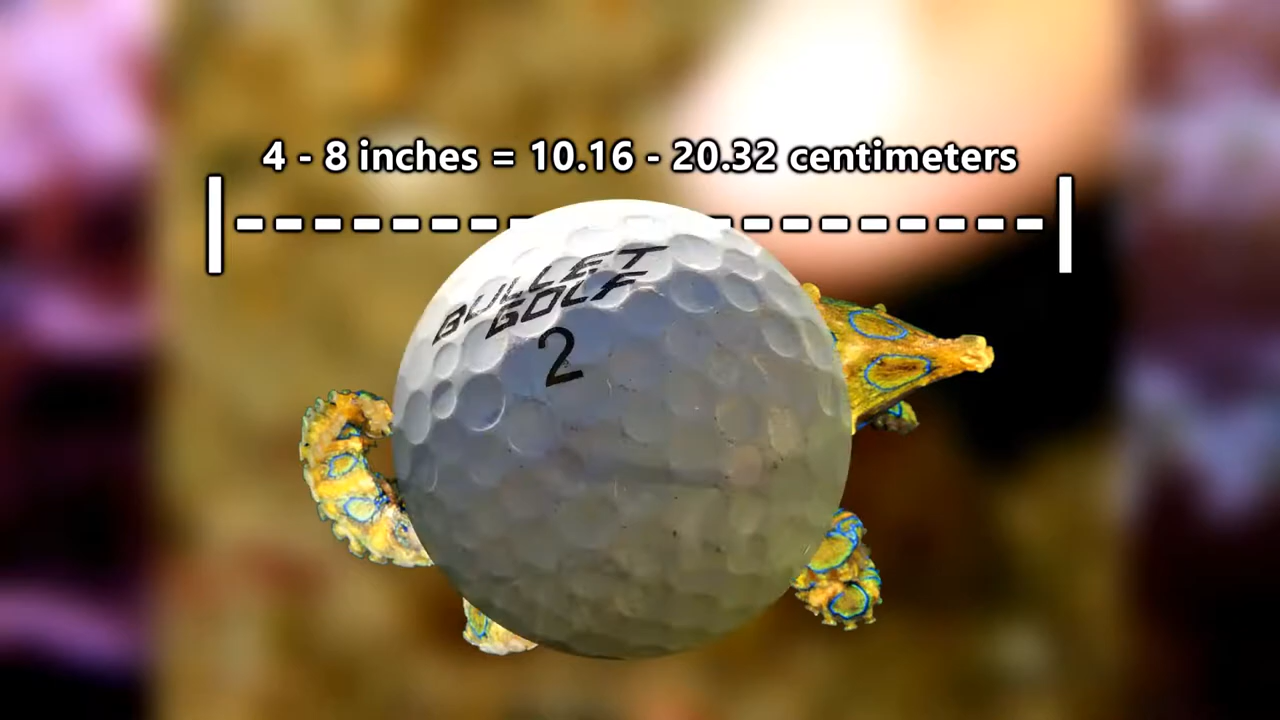 4 - 8 inches = 10.16 - 20.32 centimeters
BULLET
GOLF
2